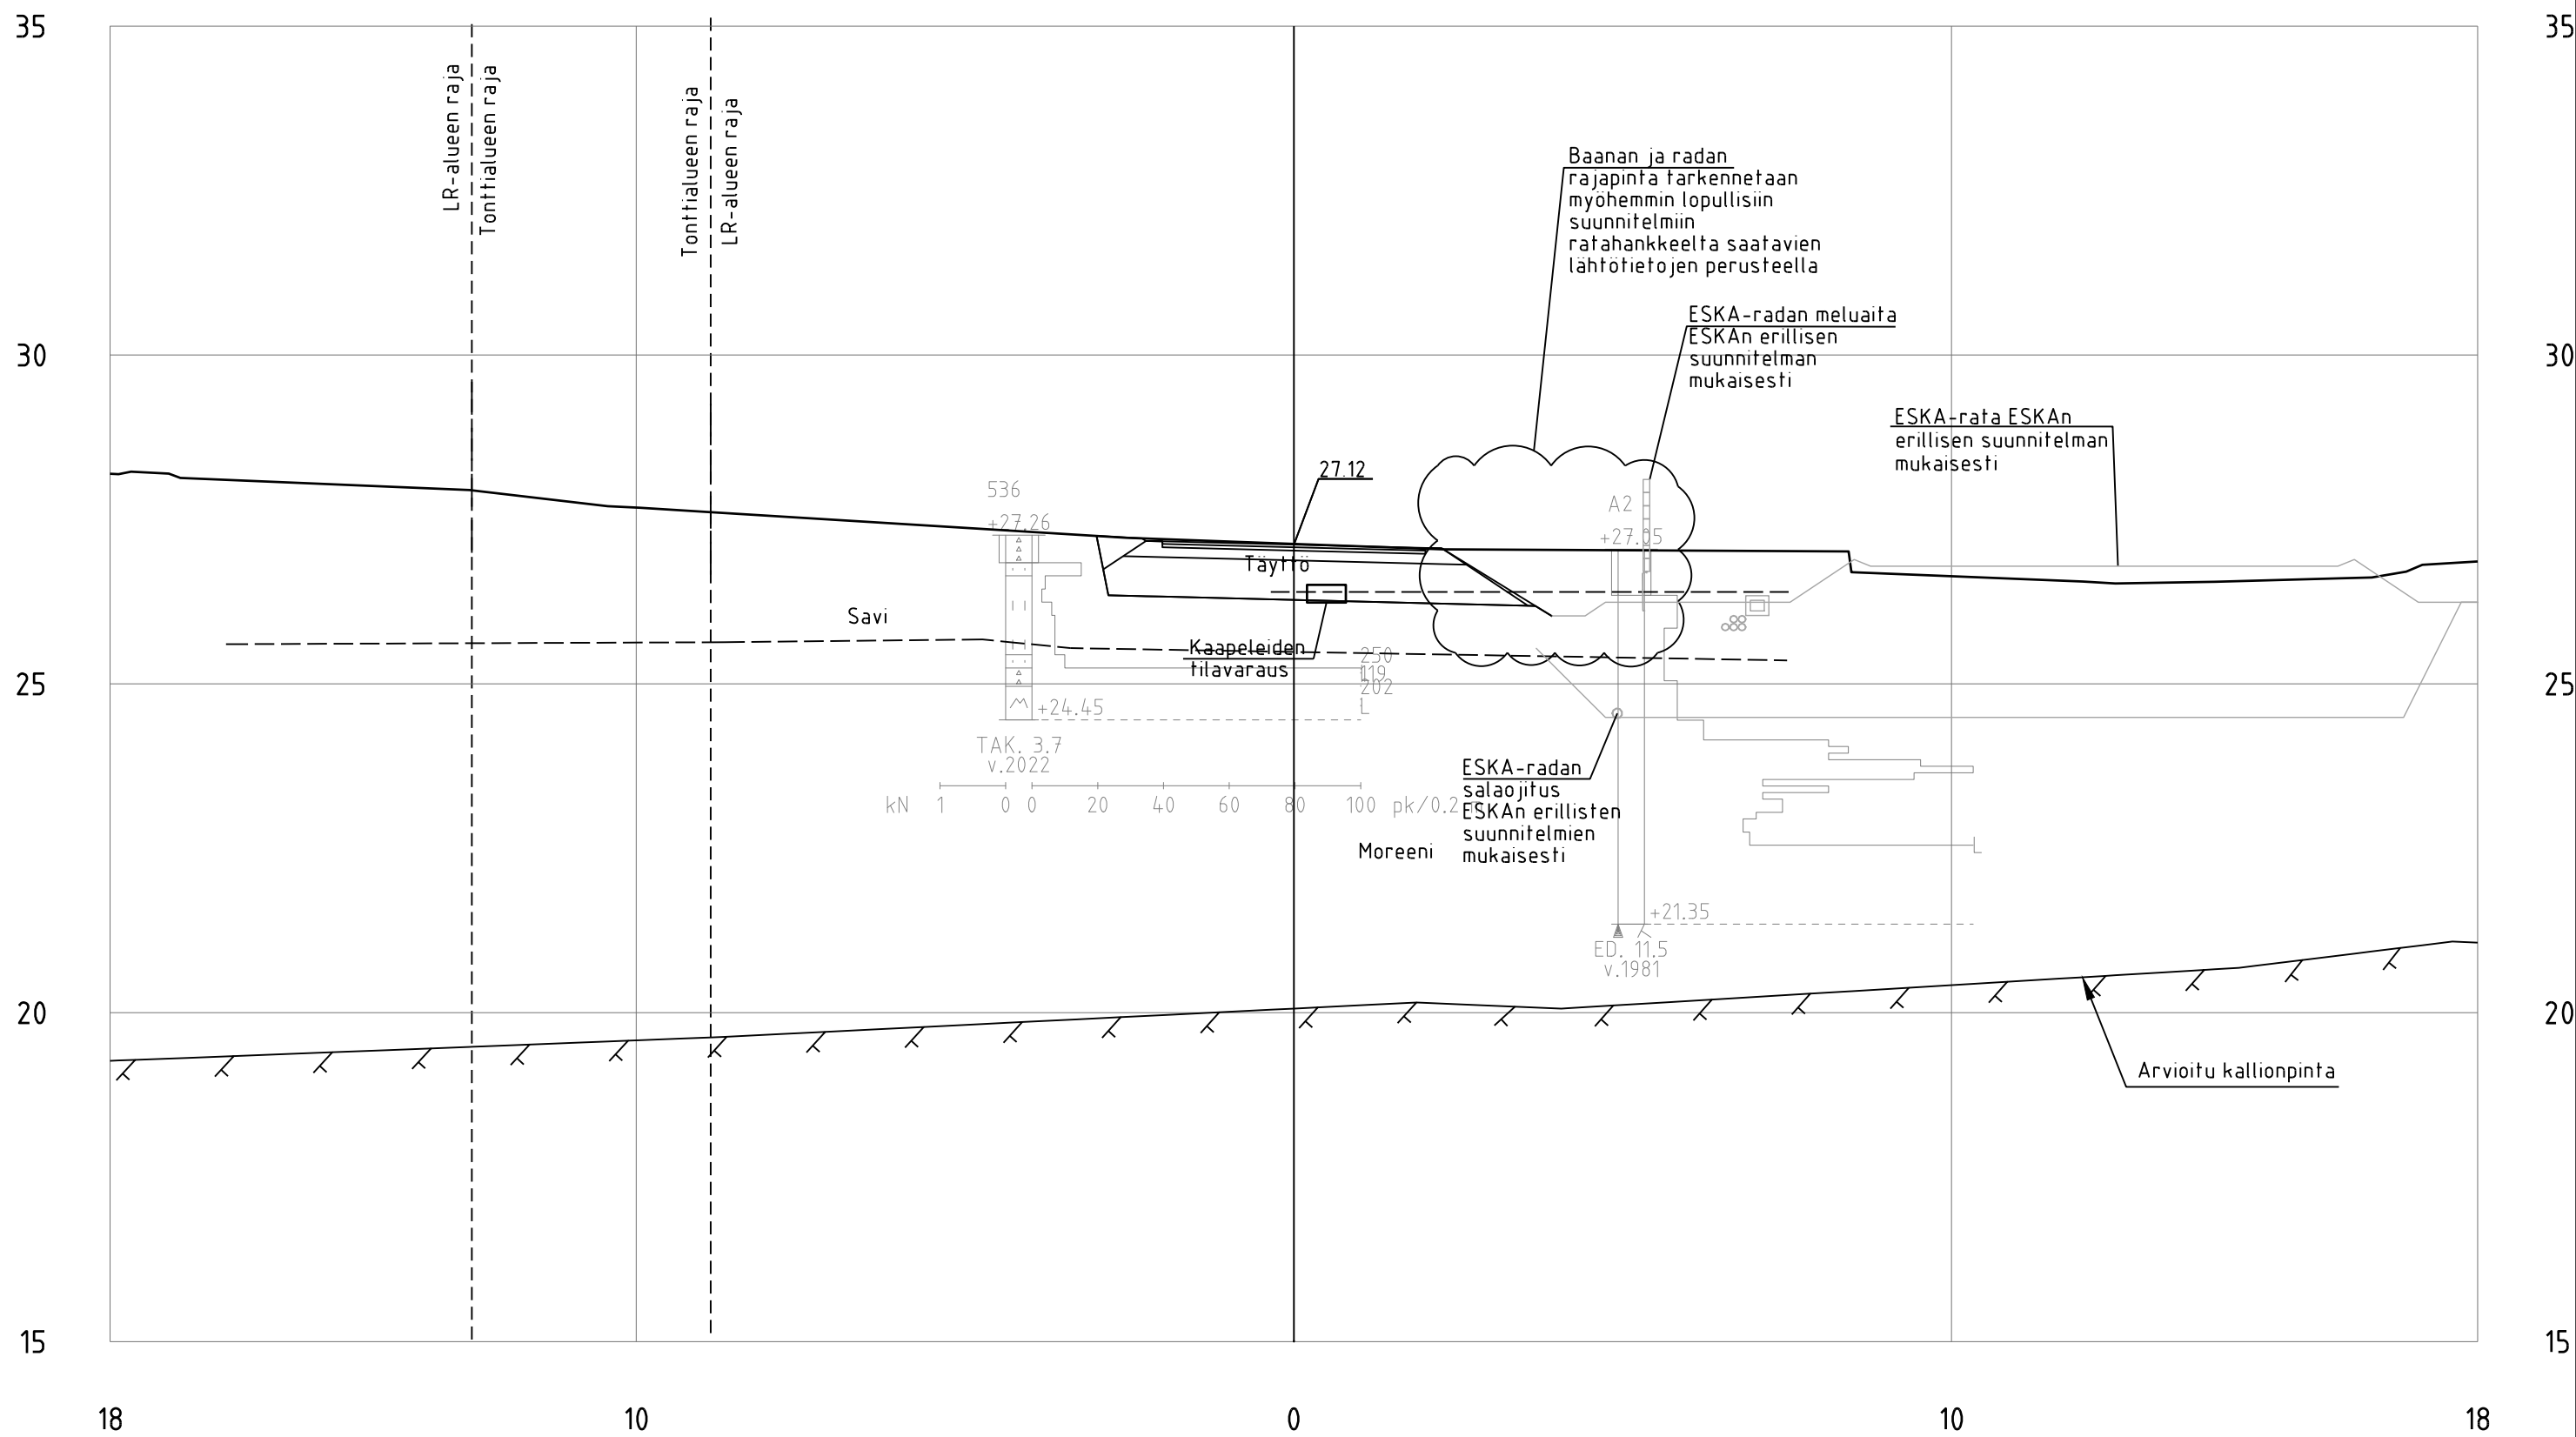 35
35
LR-alueen raja
Tonttialueen raja
Tonttialueen raja
LR-alueen raja
Baanan ja radan
rajapinta tarkennetaan
myöhemmin lopullisiin
suunnitelmiin
ratahankkeelta saatavien
lähtötietojen perusteella
ESKA-radan meluaita
ESKAn erillisen
suunnitelman
mukaisesti
30
30
ESKA-rata ESKAn
erillisen suunnitelman
mukaisesti
27.12
536
+27.26
A2
+27.05
Täyttö
Savi
Kaapeleiden
tilavaraus
250
119
202
L
25
25
+24.45
TAK. 3.7
v.2022
kN 1 0 0 20 40 60 80 100 pk/0.2
ESKA-radan
salaojitus
ESKAn erillisten
suunnitelmien
mukaisesti
Moreeni
L
+21.35
ED. 11.5
v.1981
20
20
Arvioitu kallionpinta
15
15
18 10 0 10 18